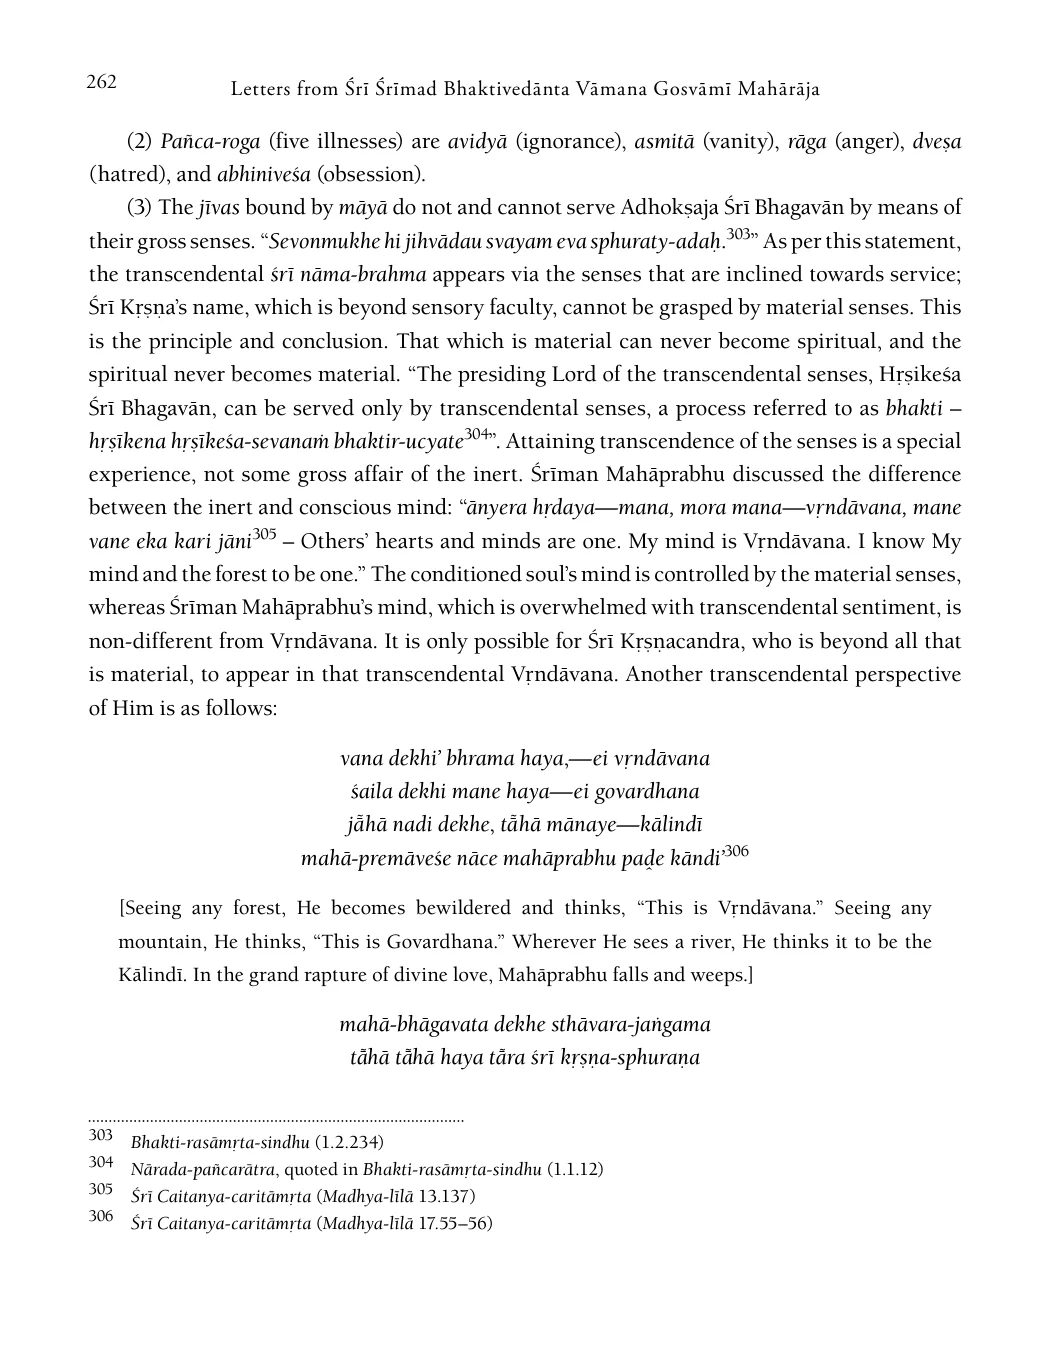 262
Letters from Śrī Śrīmad Bhaktivedānta Vāmana Gosvāmī Mahārāja
(2) Pañca-roga (five illnesses) are avidyā (ignorance), asmitā (vanity), rāga (anger), dveṣa
(hatred), and abhiniveśa (obsession).
(3) The jīvas bound by māyā do not and cannot serve Adhokṣaja Śrī Bhagavān by means of
their gross senses. “Sevonmukhe hi jihvādau svayam eva sphuraty-adaḥ.303” As per this statement,
the transcendental śrī nāma-brahma appears via the senses that are inclined towards service;
Śrī Kṛṣṇa’s name, which is beyond sensory faculty, cannot be grasped by material senses. This
is the principle and conclusion. That which is material can never become spiritual, and the
spiritual never becomes material. “The presiding Lord of the transcendental senses, Hṛṣikeśa
Śrī Bhagavān, can be served only by transcendental senses, a process referred to as bhakti –
hṛṣīkena hṛṣīkeśa-sevanaṁ bhaktir-ucyate304”. Attaining transcendence of the senses is a special
experience, not some gross affair of the inert. Śrīman Mahāprabhu discussed the difference
between the inert and conscious mind: “ānyera hṛdaya—mana, mora mana—vṛndāvana, mane
vane eka kari jāni305 – Others’ hearts and minds are one. My mind is Vṛndāvana. I know My
mind and the forest to be one.” The conditioned soul’s mind is controlled by the material senses,
whereas Śrīman Mahāprabhu’s mind, which is overwhelmed with transcendental sentiment, is
non-different from Vṛndāvana. It is only possible for Śrī Kṛṣṇacandra, who is beyond all that
is material, to appear in that transcendental Vṛndāvana. Another transcendental perspective
of Him is as follows:
vana dekhi’ bhrama haya,—ei vṛndāvana
śaila dekhi mane haya—ei govardhana
jā̃hā nadi dekhe, tā̃hā mānaye—kālindī
mahā-premāveśe nāce mahāprabhu paḓe kāndi’306
[Seeing any forest, He becomes bewildered and thinks, “This is Vṛndāvana.” Seeing any
mountain, He thinks, “This is Govardhana.” Wherever He sees a river, He thinks it to be the
Kālindī. In the grand rapture of divine love, Mahāprabhu falls and weeps.]
mahā-bhāgavata dekhe sthāvara-jaṅgama
tā̃hā tā̃hā haya tā̃ra śrī kṛṣṇa-sphuraṇa
303 Bhakti-rasāmṛta-sindhu (1.2.234)
304 Nārada-pañcarātra, quoted in Bhakti-rasāmṛta-sindhu (1.1.12)
305 Śrī Caitanya-caritāmṛta (Madhya-līlā 13.137)
306 Śrī Caitanya-caritāmṛta (Madhya-līlā 17.55–56)